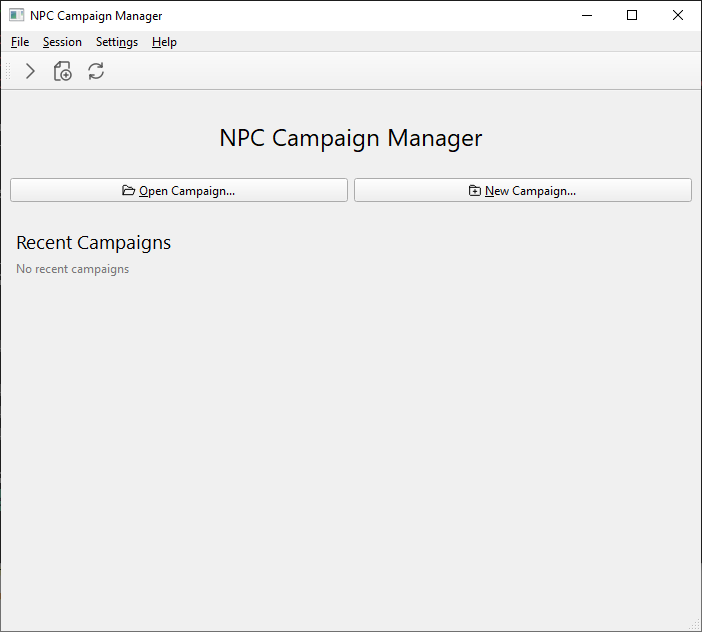 NPC Campaign Manager
File Session Settings Help
NPC Campaign Manager
Open Campaign... New Campaign...
Recent Campaigns
No recent campaigns